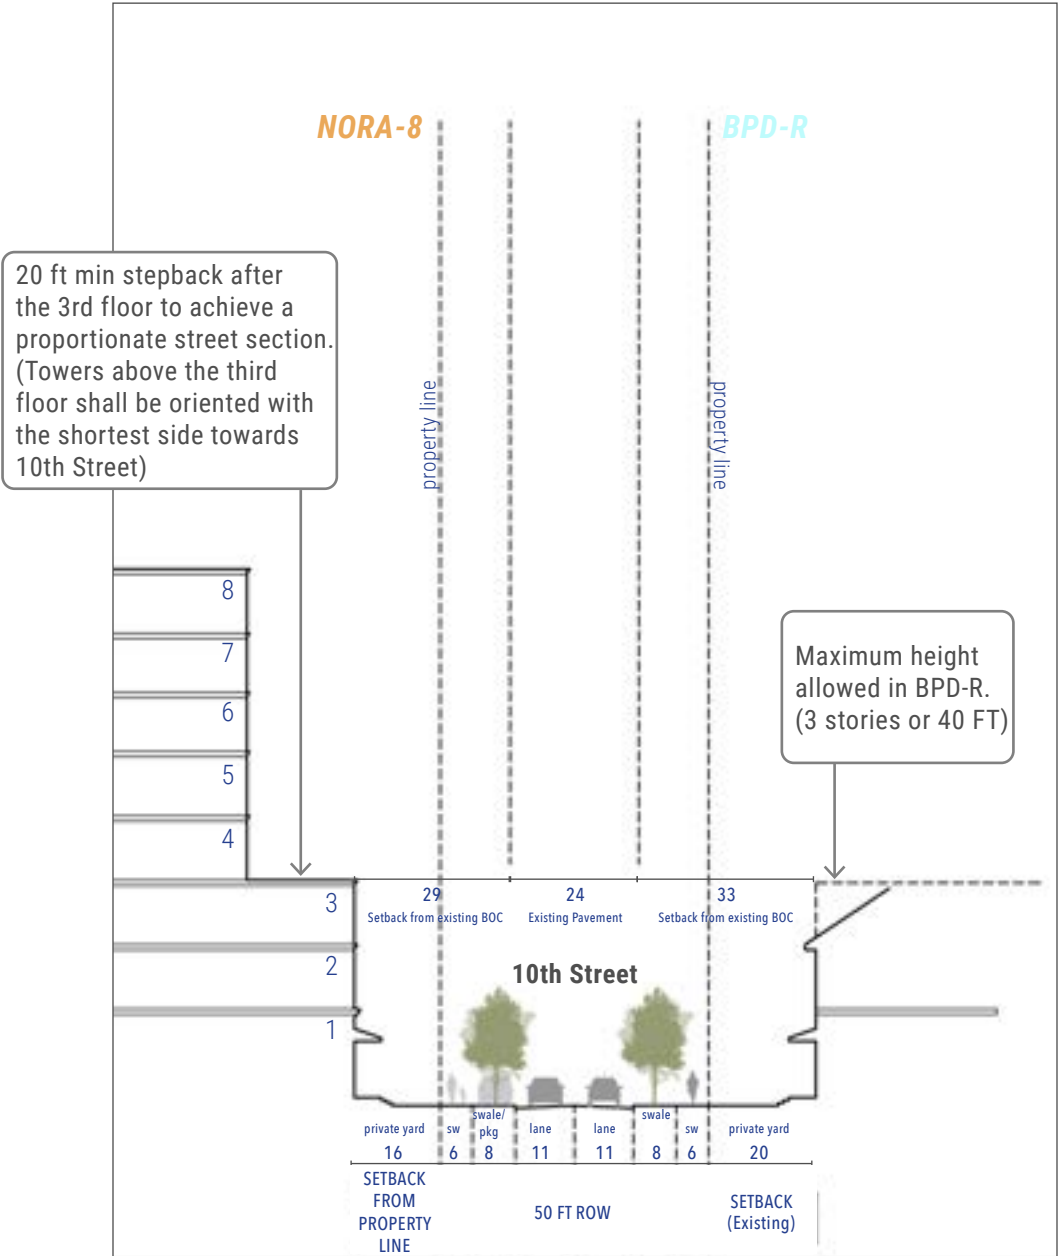 NORA-8
BPD-R
20 ft min stepback after
the 3rd floor to achieve a
proportionate street section.
(Towers above the third
floor shall be oriented with
the shortest side towards
10th Street)
property line
property line
8
7
6
5
4
3
2
1
Maximum height
allowed in BPD-R.
(3 stories or 40 FT)
29
Setback from existing BOC
24
Existing Pavement
33
Setback from existing BOC
10th Street
private yard
16
sw
6
swale/
pkg
8
lane
11
lane
11
swale
8
sw
6
private yard
20
SETBACK
FROM
PROPERTY
LINE
50 FT ROW
SETBACK
(Existing)